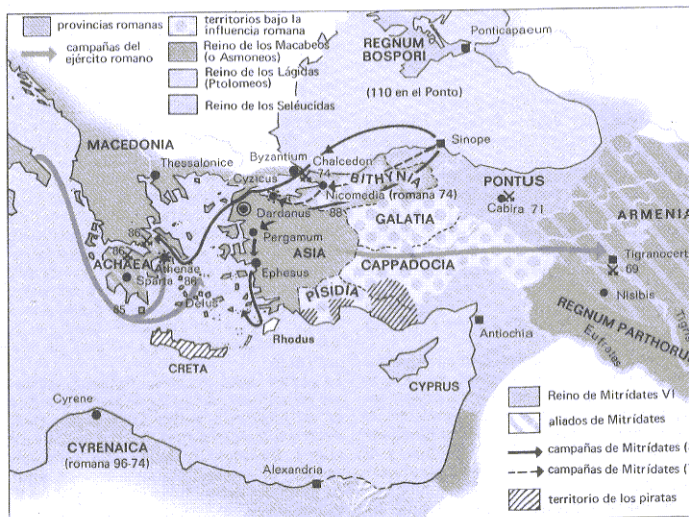 provincias romanas
campañas del
ejército romano
territorios bajo la
influencia romana
Reino de los Macabeos
(o Asmoneos)
Reino de los Lágidas
(Ptolomeos)
Reino de los Seléucidas
REGNUM
BOSPORI
Ponticapaeum
(110 en el Ponto)
MACEDONIA
Thessalonice
Byzantium
Chalcedon
74
Sinope
Cyzicus
BITHYNIA
Nicomedia (romana 74)
PONTUS
Cabira 71
ARMENIA
Dardanus
88
GALATIA
Pergamum
ASIA
CAPPADOCIA
Tigranocert
69
86
86
ACHAEA
Athenae
Sparta
86
Ephesus
PISIDIA
Nisibis
Delus
85
REGNUM PARTHORU
Eufrates
Tigris
Rhodus
Antiochia
CRETA
CYPRUS
Cyrene
CYRENAICA
(romana 96-74)
Alexandria
Reino de Mitrídates VI
aliados de Mitrídates
campañas de Mitrídates (
campañas de Mitrídates (
territorio de los piratas